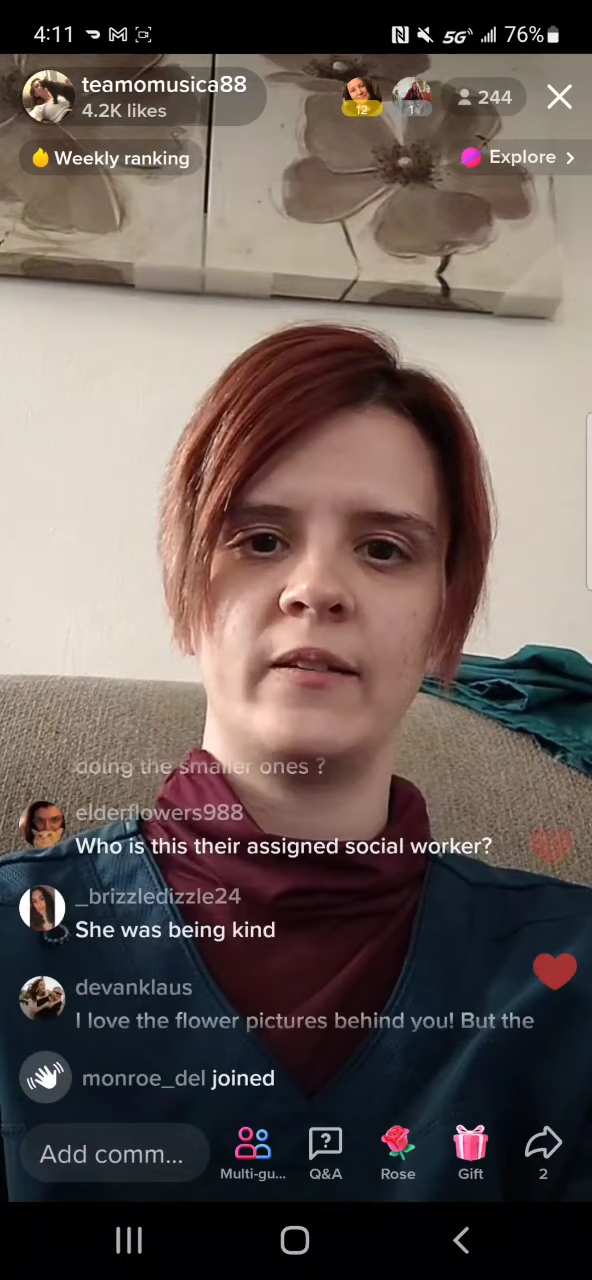 4:11
5G
76%
teamomusica88
4.2K likes
12
1
244
Weekly ranking
Explore >
doing the smaller ones ?
elderflowers988
Who is this their assigned social worker?
_brizzledizzle24
She was being kind
devanklaus
I love the flower pictures behind you! But the
monroe_del joined
Add comm...
Multi-gu...
Q&A
Rose
Gift
2